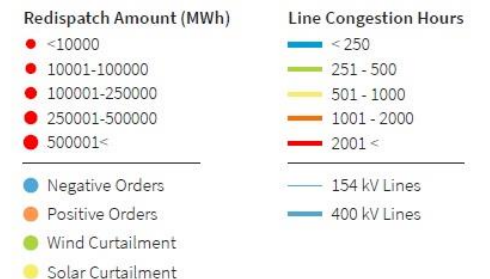 Redispatch Amount (MWh)
<10000
10001-100000
100001-250000
250001-500000
500001<
Negative Orders
Positive Orders
Wind Curtailment
Solar Curtailment
Line Congestion Hours
< 250
251 - 500
501 - 1000
1001 - 2000
2001 <
154 kV Lines
400 kV Lines